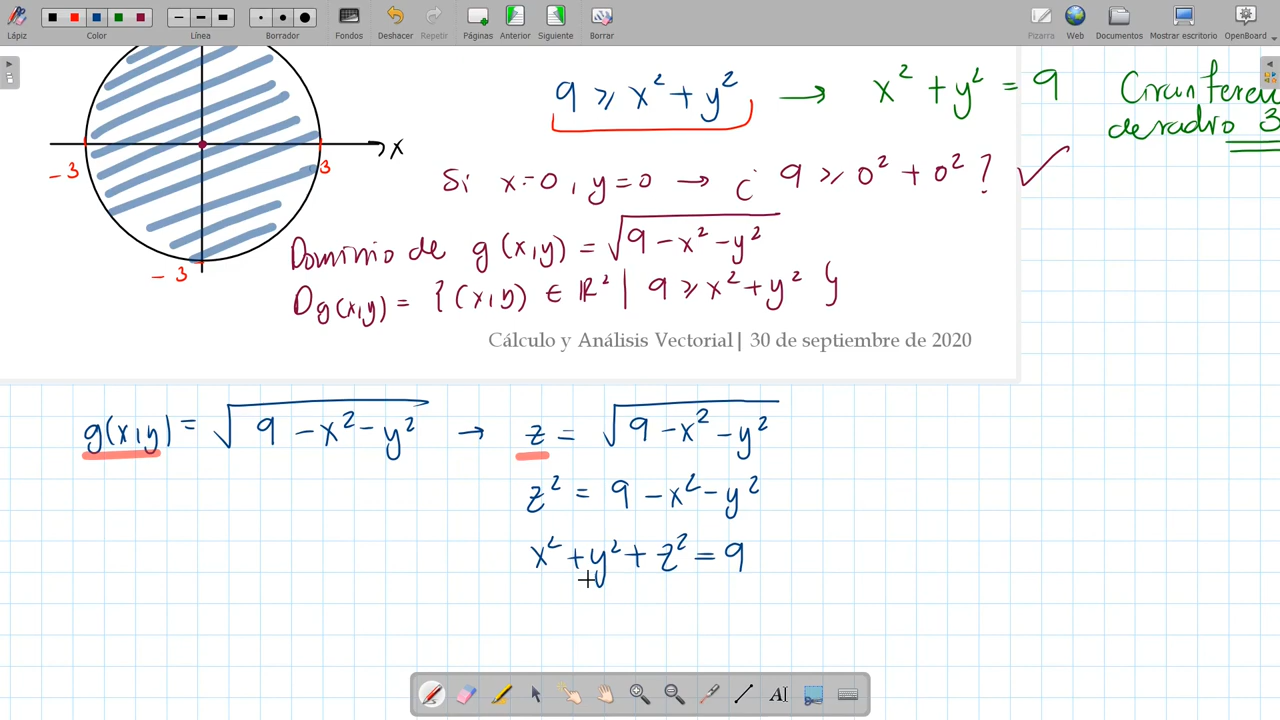 Lápiz Color Línea Borrador Fondos Deshacer Repetir Páginas Anterior Siguiente Borrar Pizarra Web Documentos Mostrar escritorio OpenBoard
9 ⩾ x² + y² → x² + y² = 9
Circunferenci
de radio 3
x
-3
3
-3
Si x=0, y=0 → ¿ 9 ⩾ 0² + 0² ? ✓
Dominio de g(x,y) = √(9 - x² - y²)
Dg(x,y) = {(x,y) ∈ ℝ² | 9 ⩾ x² + y² }
Cálculo y Análisis Vectorial| 30 de septiembre de 2020
g(x,y) = √(9 - x² - y²) → z = √(9 - x² - y²)
z² = 9 - x² - y²
x² + y² + z² = 9
AI